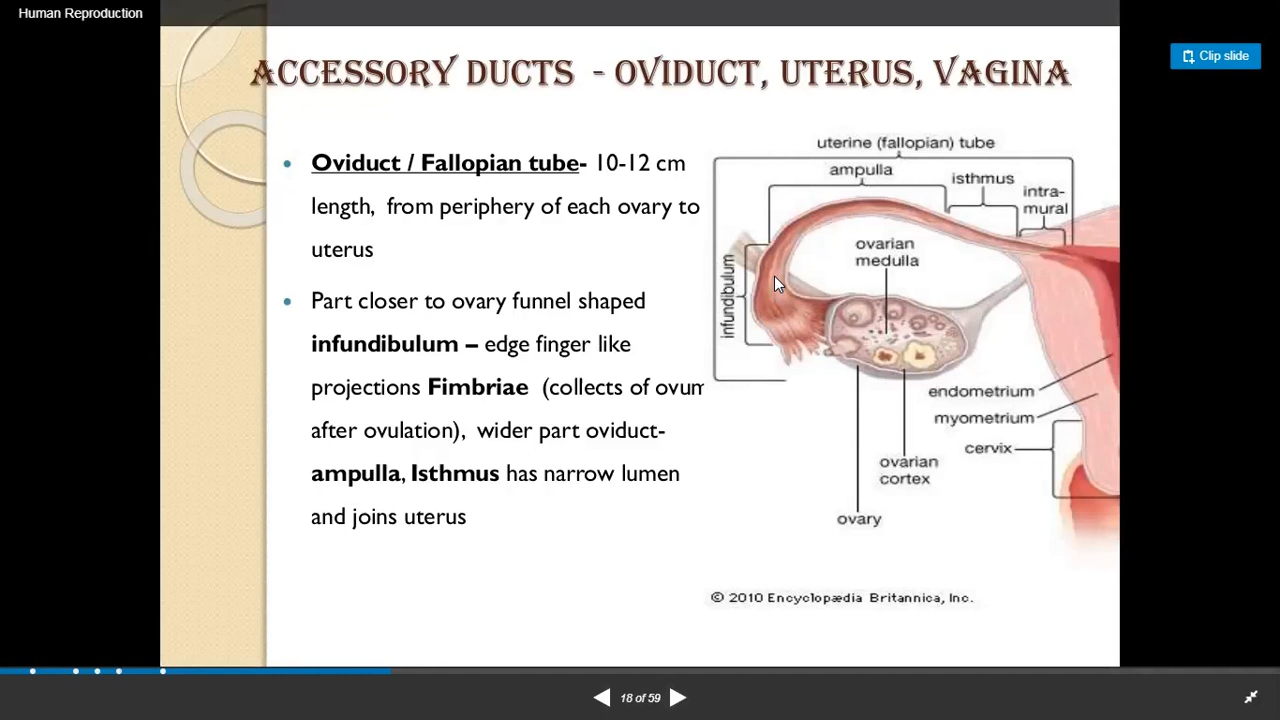 Human Reproduction
Clip slide
ACCESSORY DUCTS - OVIDUCT, UTERUS, VAGINA
Oviduct / Fallopian tube- 10-12 cm
length, from periphery of each ovary to
uterus
Part closer to ovary funnel shaped
infundibulum – edge finger like
projections Fimbriae (collects of ovum
after ovulation), wider part oviduct-
ampulla, Isthmus has narrow lumen
and joins uterus
uterine (fallopian) tube
ampulla
isthmus
intra-
mural
ovarian
medulla
infundibulum
endometrium
myometrium
cervix
ovarian
cortex
ovary
© 2010 Encyclopædia Britannica, Inc.
18 of 59